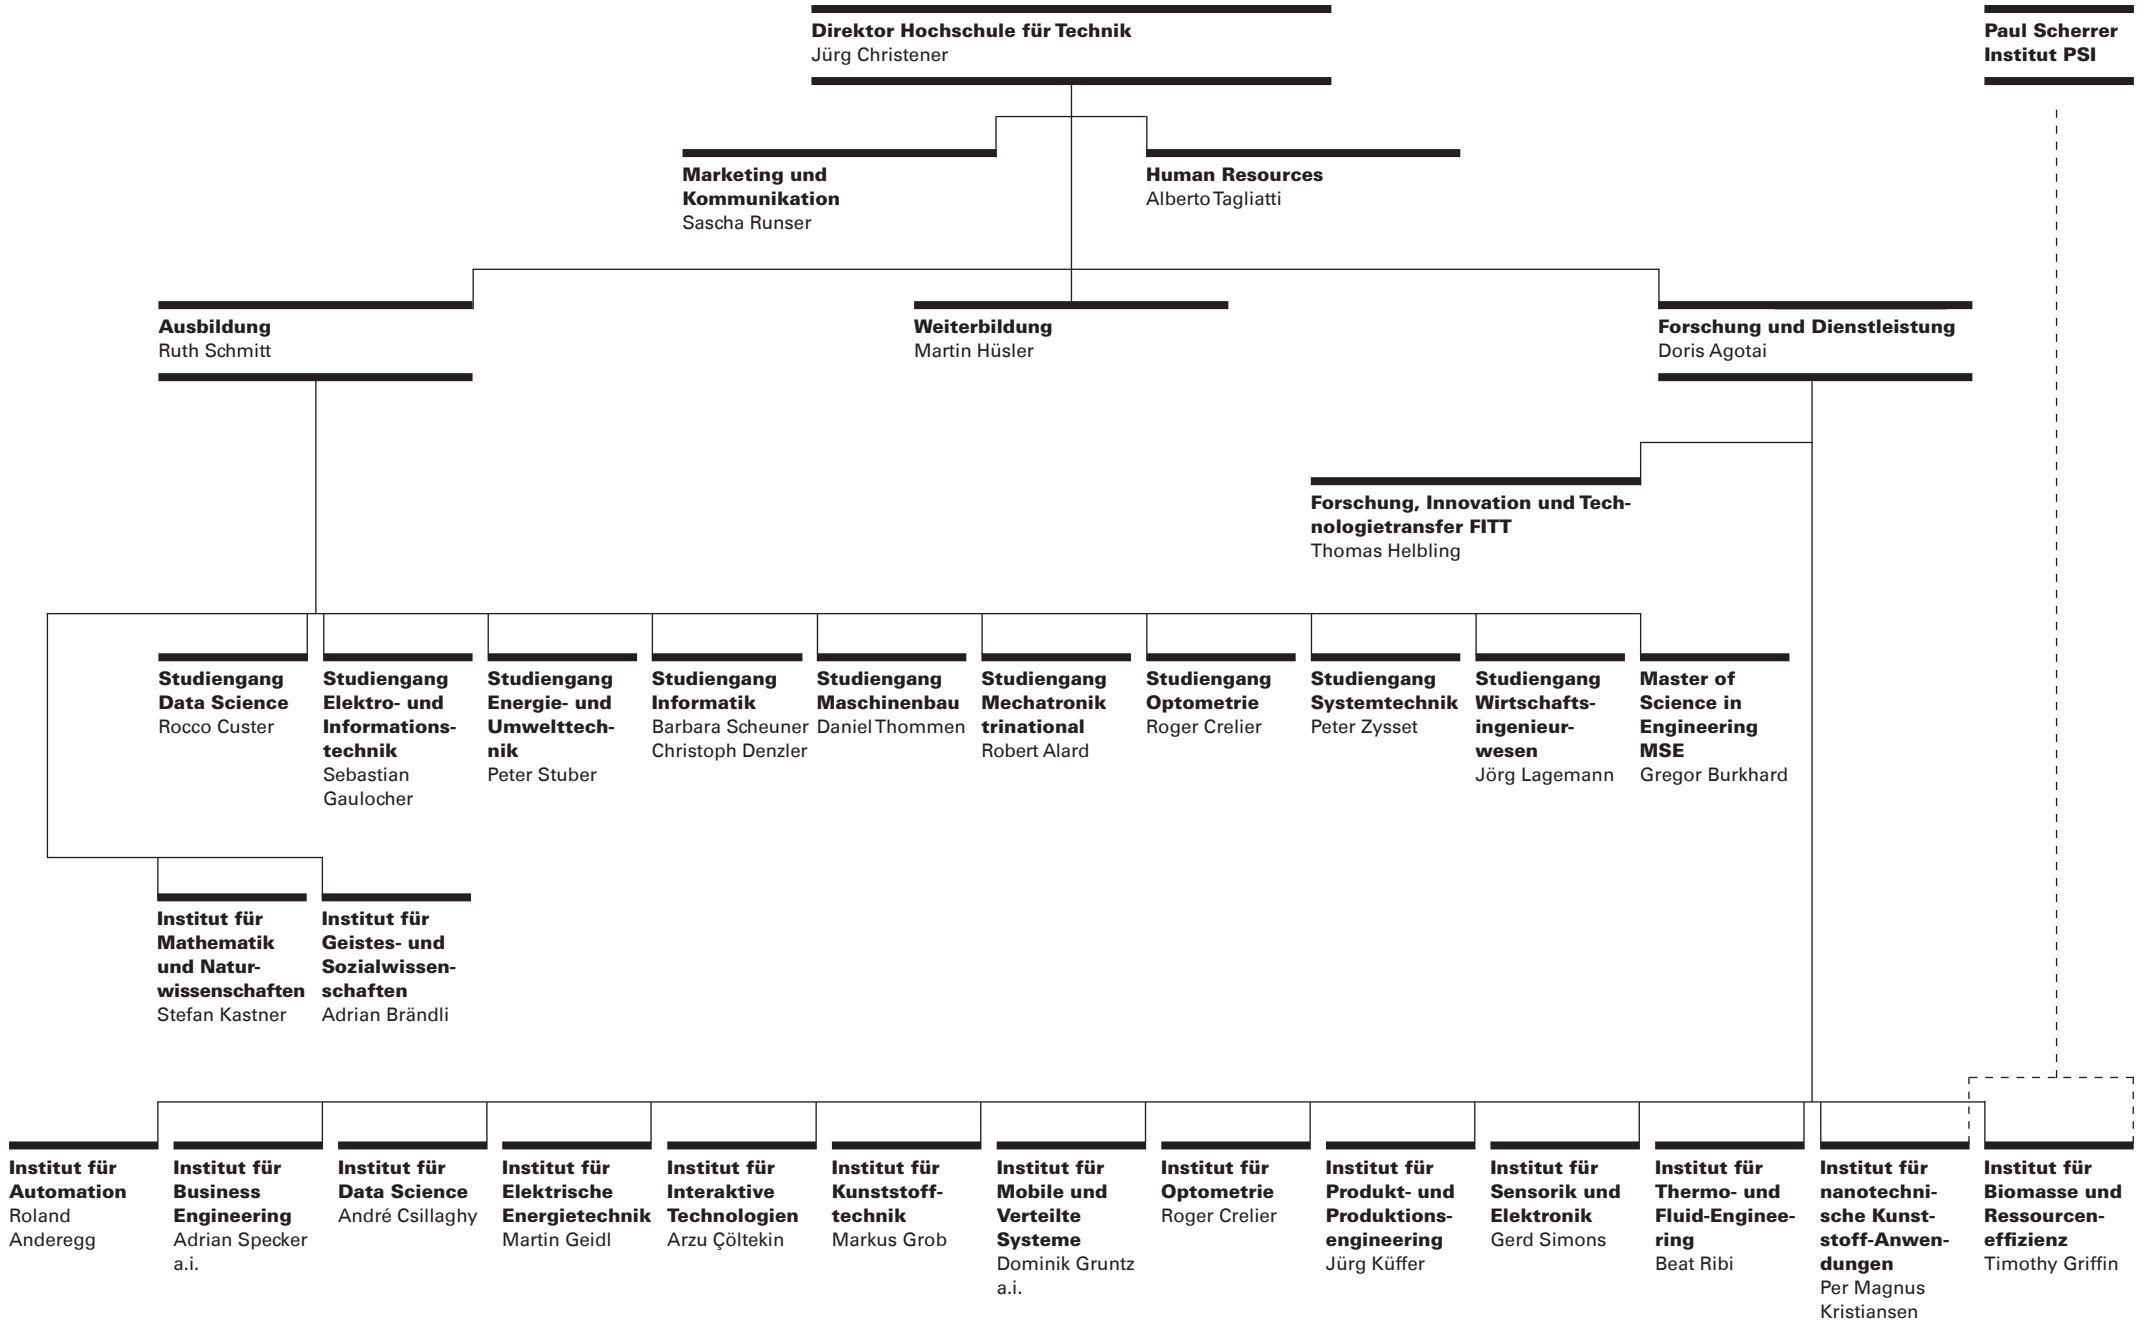 Direktor Hochschule für Technik
Jürg Christener
Paul Scherrer
Institut PSI
Marketing und
Kommunikation
Sascha Runser
Human Resources
Alberto Tagliatti
Ausbildung
Ruth Schmitt
Weiterbildung
Martin Hüsler
Forschung und Dienstleistung
Doris Agotai
Forschung, Innovation und Tech-
nologietransfer FITT
Thomas Helbling
Studiengang
Data Science
Rocco Custer
Studiengang
Elektro- und
Informations-
technik
Sebastian
Gaulocher
Studiengang
Energie- und
Umwelttech-
nik
Peter Stuber
Studiengang
Informatik
Barbara Scheuner
Christoph Denzler
Studiengang
Maschinenbau
Daniel Thommen
Studiengang
Mechatronik
trinational
Robert Alard
Studiengang
Optometrie
Roger Crelier
Studiengang
Systemtechnik
Peter Zysset
Studiengang
Wirtschafts-
ingenieur-
wesen
Jörg Lagemann
Master of
Science in
Engineering
MSE
Gregor Burkhard
Institut für
Mathematik
und Natur-
wissenschaften
Stefan Kastner
Institut für
Geistes- und
Sozialwissen-
schaften
Adrian Brändli
Institut für
Automation
Roland
Anderegg
Institut für
Business
Engineering
Adrian Specker
a.i.
Institut für
Data Science
André Csillaghy
Institut für
Elektrische
Energietechnik
Martin Geidl
Institut für
Interaktive
Technologien
Arzu Çöltekin
Institut für
Kunststoff-
technik
Markus Grob
Institut für
Mobile und
Verteilte
Systeme
Dominik Gruntz
a.i.
Institut für
Optometrie
Roger Crelier
Institut für
Produkt- und
Produktions-
engineering
Jürg Küffer
Institut für
Sensorik und
Elektronik
Gerd Simons
Institut für
Thermo- und
Fluid-Enginee-
ring
Beat Ribi
Institut für
nanotechni-
sche Kunst-
stoff-Anwen-
dungen
Per Magnus
Kristiansen
Institut für
Biomasse und
Ressourcen-
effizienz
Timothy Griffin